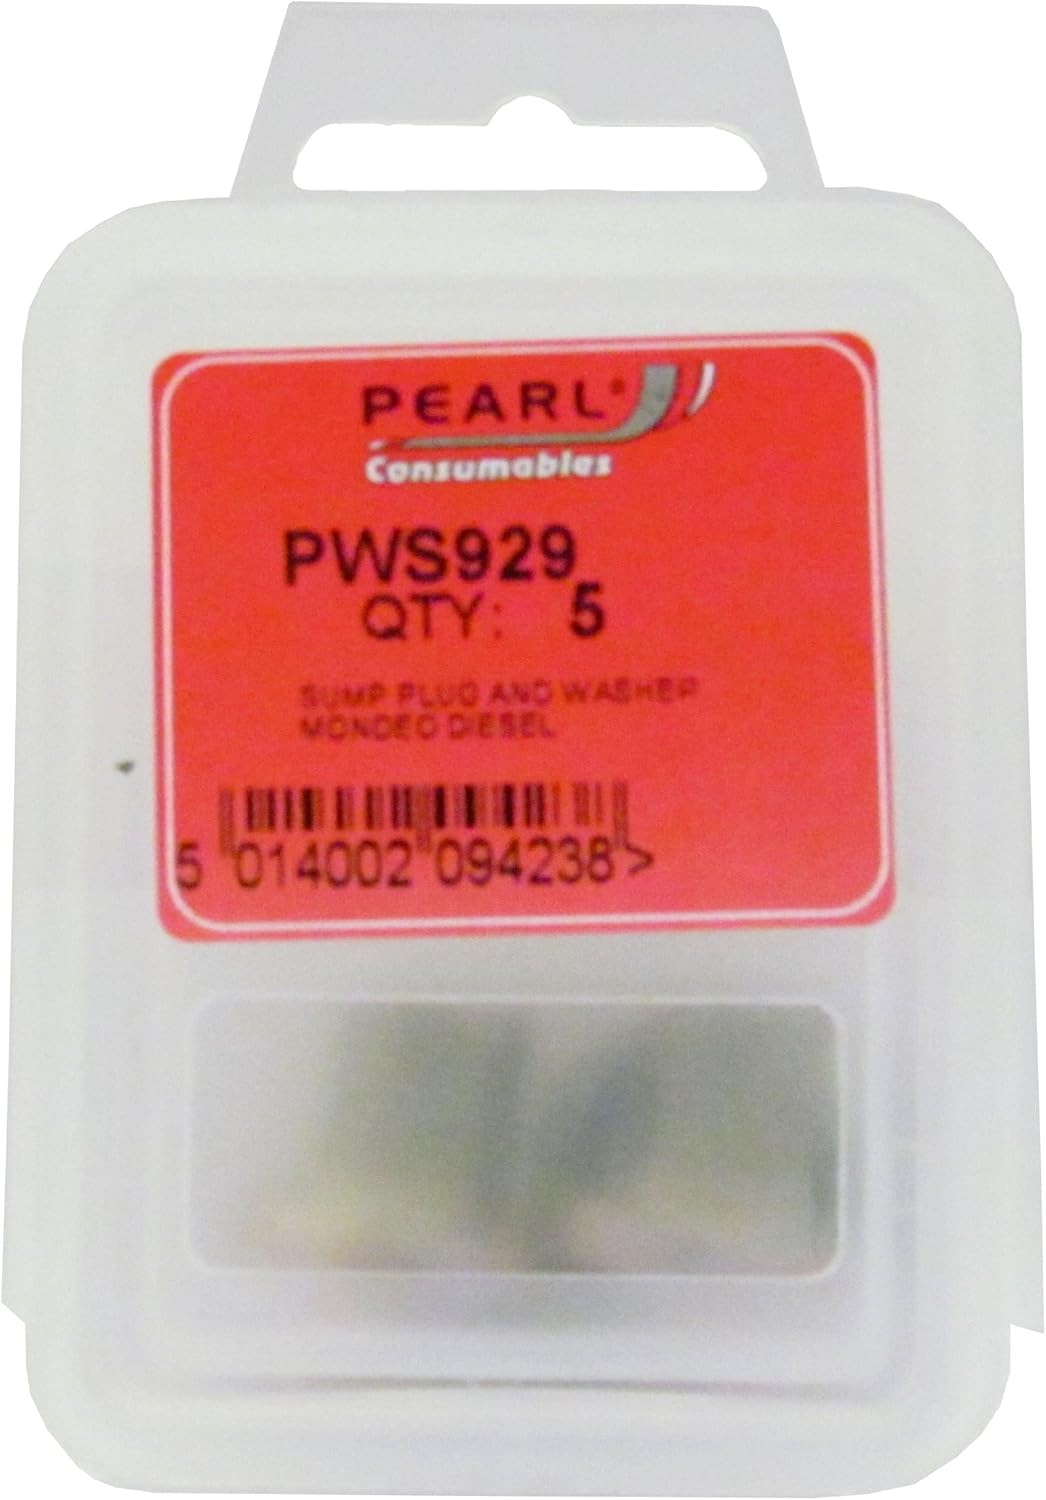 PEARL®
Consumables
PWS929
QTY: 5
SUMP PLUG AND WASHER
MONDEO DIESEL
5 014002 094238 >